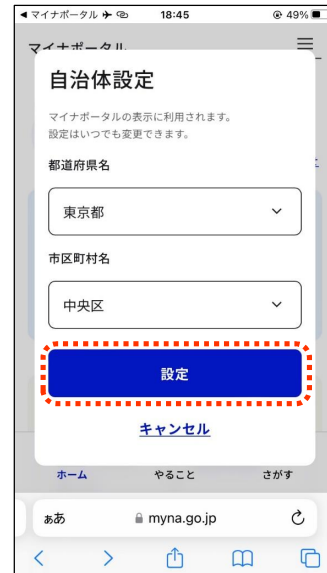 ◀ マイナポータル 18:45 49%
マイナポータル
自治体設定
マイナポータルの表示に利用されます。
設定はいつでも変更できます。
都道府県名
東京都
市区町村名
中央区
設定
キャンセル
ホーム やること さがす
ぁあ myna.go.jp